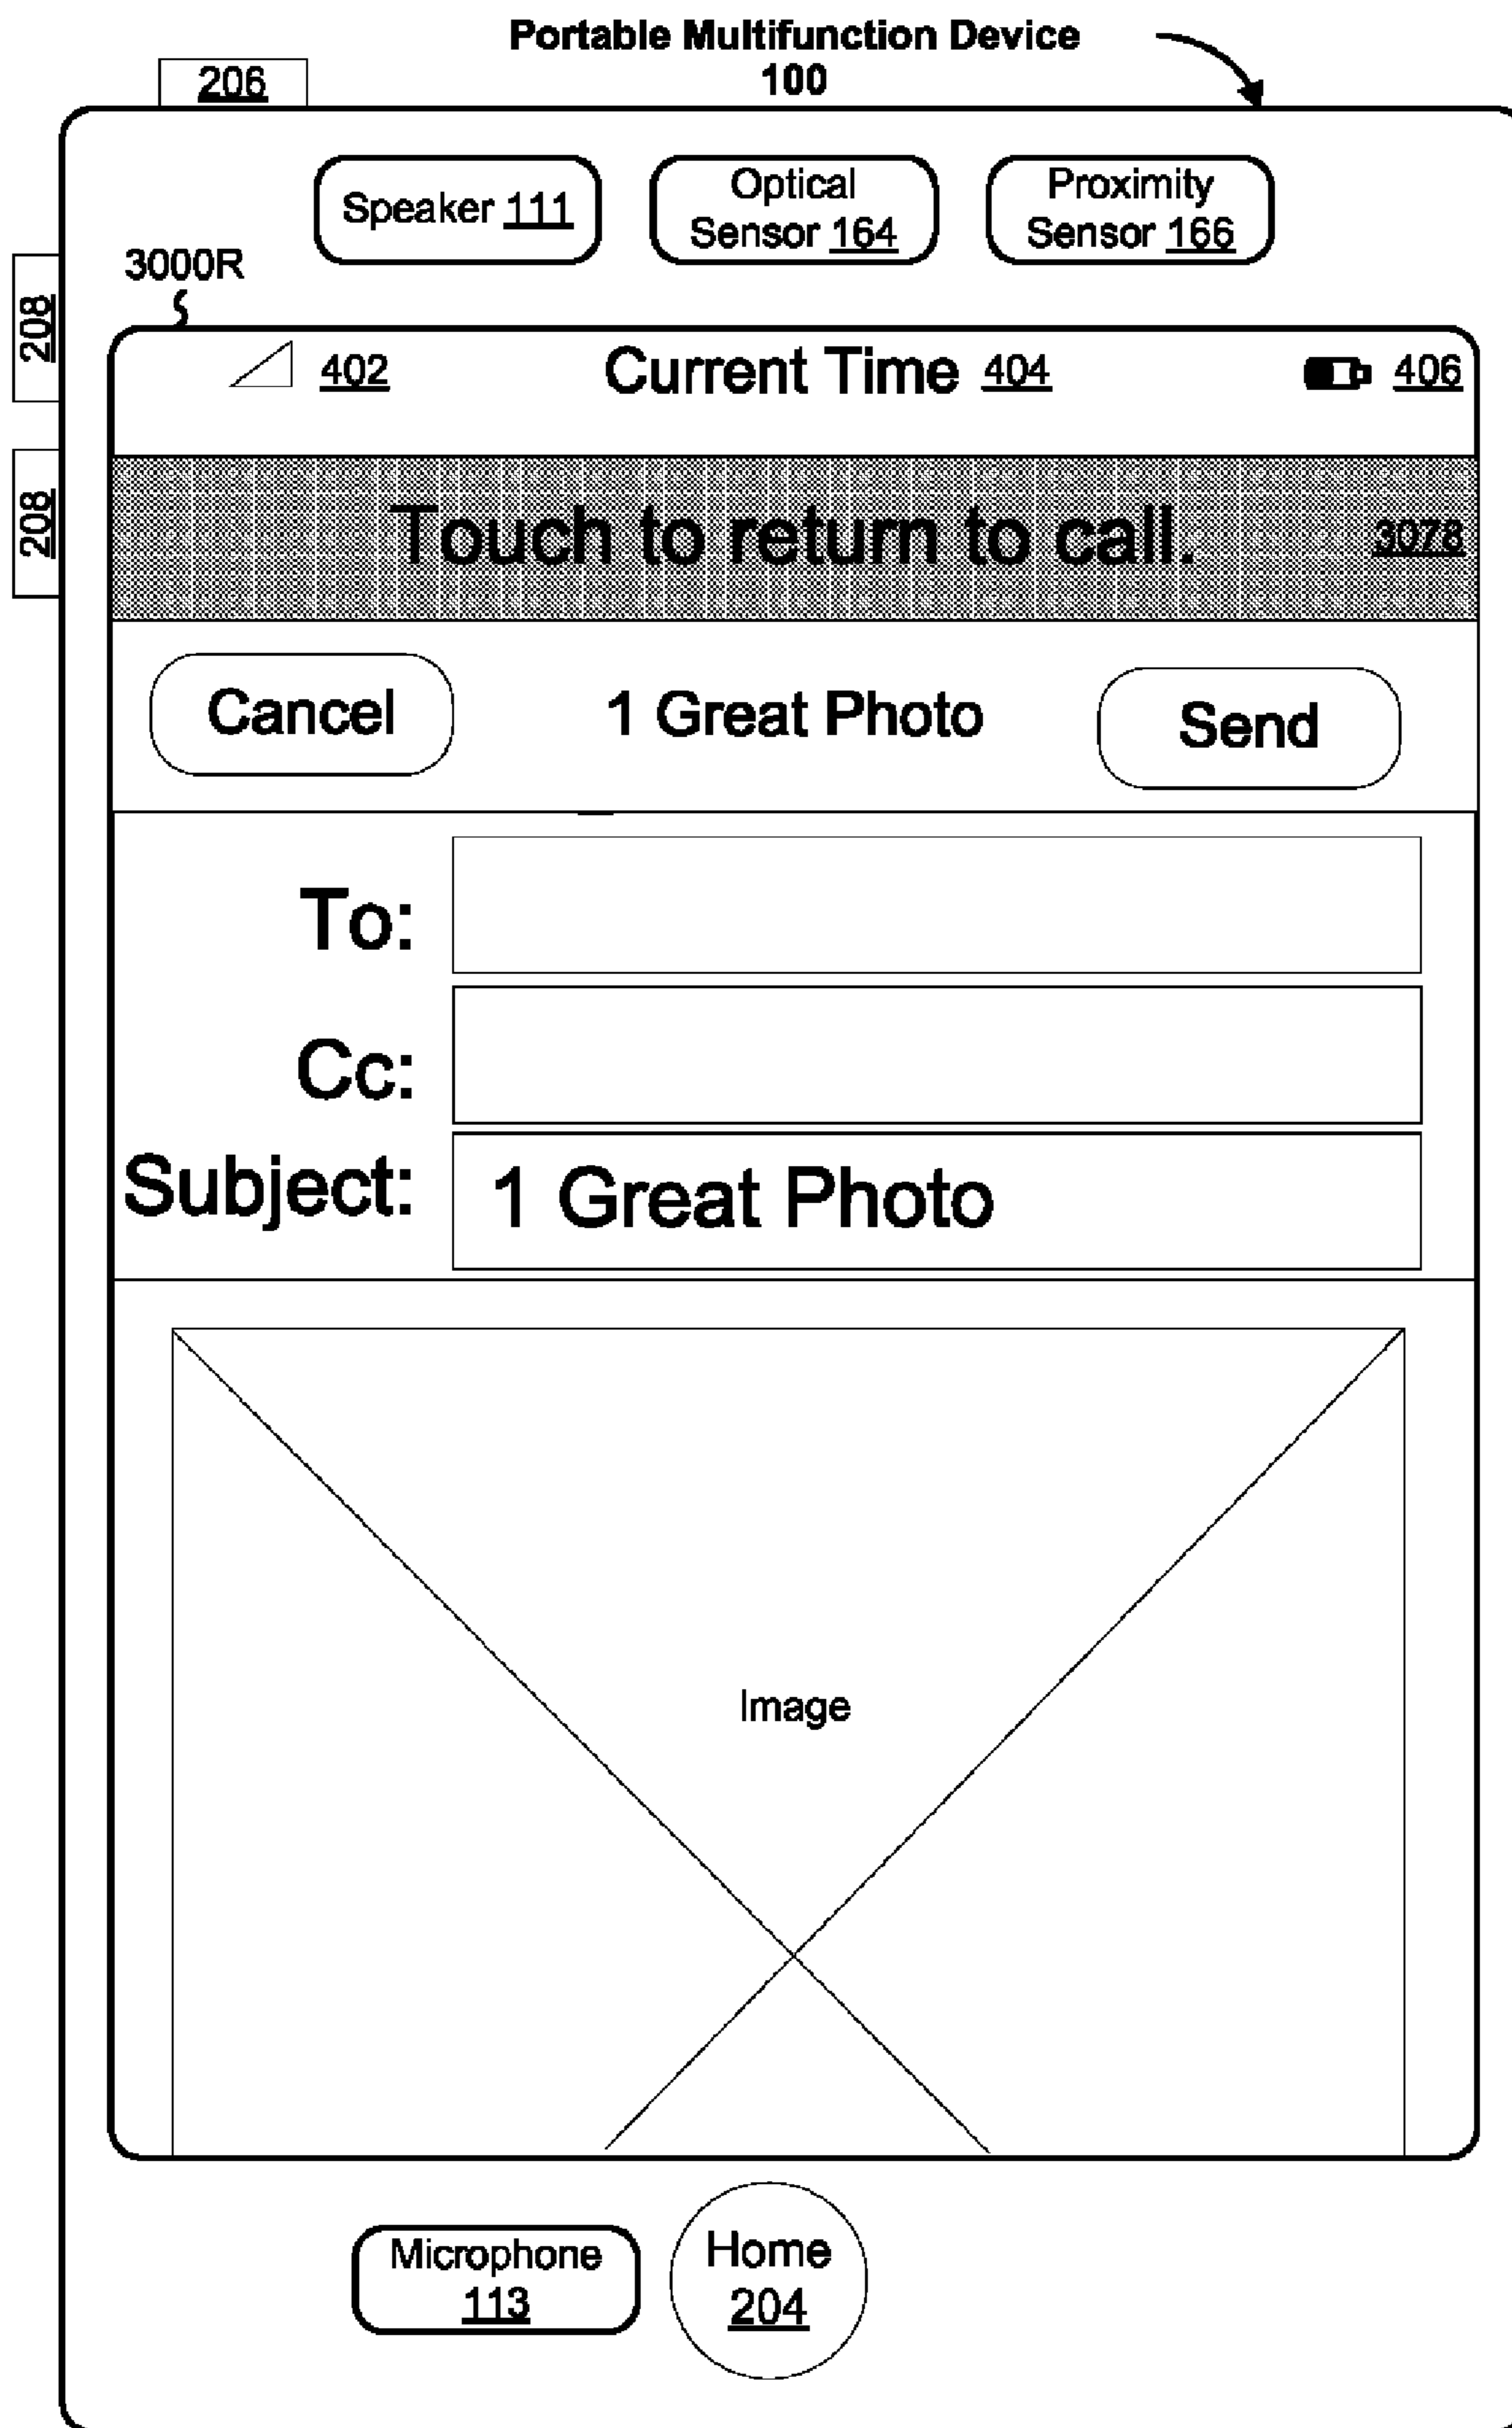 Portable Multifunction Device
100
206
Speaker 111
Optical
Sensor 164
Proximity
Sensor 166
3000R
208
402
Current Time 404
406
208
Touch to return to call.
3078
Cancel
1 Great Photo
Send
To:
Cc:
Subject:
1 Great Photo
Image
Microphone
113
Home
204